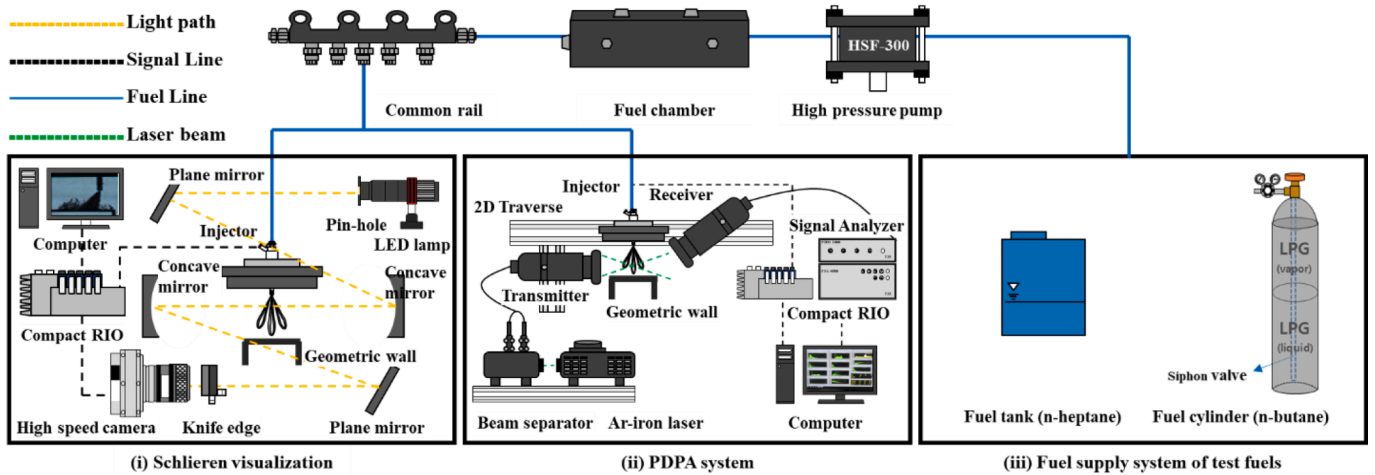 Light path
Signal Line
Fuel Line
Laser beam
Common rail
Fuel chamber
HSF-300
High pressure pump
Plane mirror
Pin-hole
LED lamp
Computer
Injector
Concave
mirror
Concave
mirror
Compact RIO
Geometric wall
High speed camera
Knife edge
Plane mirror
(i) Schlieren visualization
Injector
Receiver
2D Traverse
Signal Analyzer
Transmitter
Geometric wall
Compact RIO
Beam separator
Ar-iron laser
Computer
(ii) PDPA system
LPG
(vapor)
LPG
(liquid)
Siphon valve
Fuel tank (n-heptane)
Fuel cylinder (n-butane)
(iii) Fuel supply system of test fuels